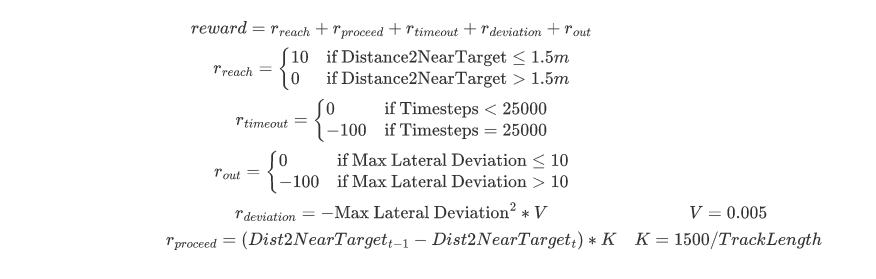 reward = r_reach + r_proceed + r_timeout + r_deviation + r_out
r_reach = { 10 if Distance2NearTarget ≤ 1.5m
0 if Distance2NearTarget > 1.5m
r_timeout = { 0 if Timesteps < 25000
−100 if Timesteps = 25000
r_out = { 0 if Max Lateral Deviation ≤ 10
−100 if Max Lateral Deviation > 10
r_deviation = −Max Lateral Deviation² * V V = 0.005
r_proceed = (Dist2NearTarget_{t−1} − Dist2NearTarget_t) * K K = 1500/TrackLength